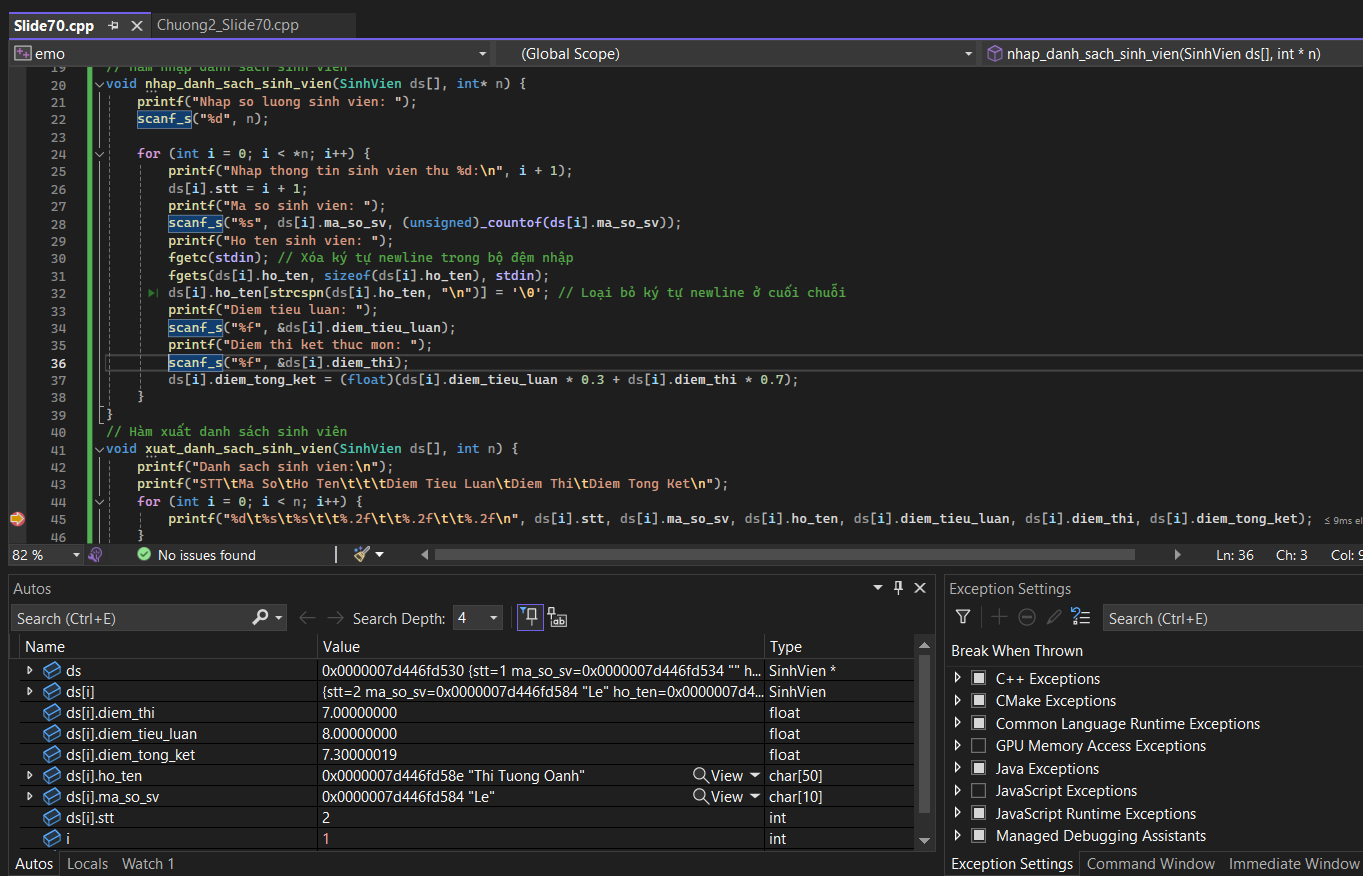 Slide70.cpp
Chuong2_Slide70.cpp
emo
(Global Scope)
nhap_danh_sach_sinh_vien(SinhVien ds[], int * n)
19 // Hàm nhập danh sách sinh viên
20 void nhap_danh_sach_sinh_vien(SinhVien ds[], int* n) {
21 printf("Nhap so luong sinh vien: ");
22 scanf_s("%d", n);
23
24 for (int i = 0; i < *n; i++) {
25 printf("Nhap thong tin sinh vien thu %d:\n", i + 1);
26 ds[i].stt = i + 1;
27 printf("Ma so sinh vien: ");
28 scanf_s("%s", ds[i].ma_so_sv, (unsigned)_countof(ds[i].ma_so_sv));
29 printf("Ho ten sinh vien: ");
30 fgetc(stdin); // Xóa ký tự newline trong bộ đệm nhập
31 fgets(ds[i].ho_ten, sizeof(ds[i].ho_ten), stdin);
32 ds[i].ho_ten[strcspn(ds[i].ho_ten, "\n")] = '\0'; // Loại bỏ ký tự newline ở cuối chuỗi
33 printf("Diem tieu luan: ");
34 scanf_s("%f", &ds[i].diem_tieu_luan);
35 printf("Diem thi ket thuc mon: ");
36 scanf_s("%f", &ds[i].diem_thi);
37 ds[i].diem_tong_ket = (float)(ds[i].diem_tieu_luan * 0.3 + ds[i].diem_thi * 0.7);
38 }
39 }
40 // Hàm xuất danh sách sinh viên
41 void xuat_danh_sach_sinh_vien(SinhVien ds[], int n) {
42 printf("Danh sach sinh vien:\n");
43 printf("STT\tMa So\tHo Ten\t\t\tDiem Tieu Luan\tDiem Thi\tDiem Tong Ket\n");
44 for (int i = 0; i < n; i++) {
45 printf("%d\t%s\t%s\t\t%.2f\t\t%.2f\t\t%.2f\n", ds[i].stt, ds[i].ma_so_sv, ds[i].ho_ten, ds[i].diem_tieu_luan, ds[i].diem_thi, ds[i].diem_tong_ket); ≤ 9ms el
46 }
82 % No issues found Ln: 36 Ch: 3 Col: 9
Autos
Search (Ctrl+E) Search Depth: 4
Name Value Type
ds 0x0000007d446fd530 {stt=1 ma_so_sv=0x0000007d446fd534 "" h... SinhVien *
ds[i] {stt=2 ma_so_sv=0x0000007d446fd584 "Le" ho_ten=0x0000007d4... SinhVien
ds[i].diem_thi 7.00000000 float
ds[i].diem_tieu_luan 8.00000000 float
ds[i].diem_tong_ket 7.30000019 float
ds[i].ho_ten 0x0000007d446fd58e "Thi Tuong Oanh" View char[50]
ds[i].ma_so_sv 0x0000007d446fd584 "Le" View char[10]
ds[i].stt 2 int
i 1 int
Autos Locals Watch 1
Exception Settings
Search (Ctrl+E)
Break When Thrown
C++ Exceptions
CMake Exceptions
Common Language Runtime Exceptions
GPU Memory Access Exceptions
Java Exceptions
JavaScript Exceptions
JavaScript Runtime Exceptions
Managed Debugging Assistants
Exception Settings Command Window Immediate Window